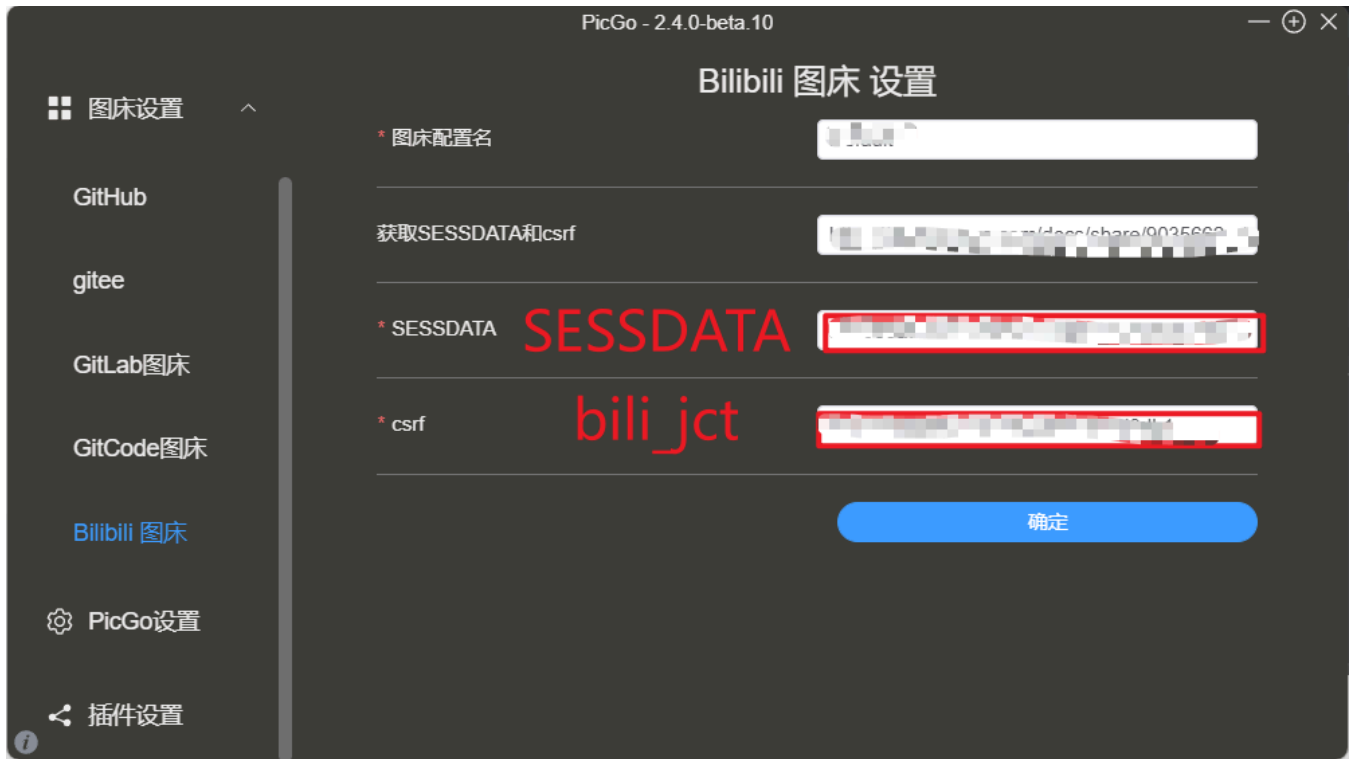 PicGo - 2.4.0-beta.10
Bilibili 图床 设置
图床设置
GitHub
gitee
GitLab图床
GitCode图床
Bilibili 图床
PicGo设置
插件设置
* 图床配置名
获取SESSDATA和csrf
* SESSDATA SESSDATA
* csrf bili_jct
确定